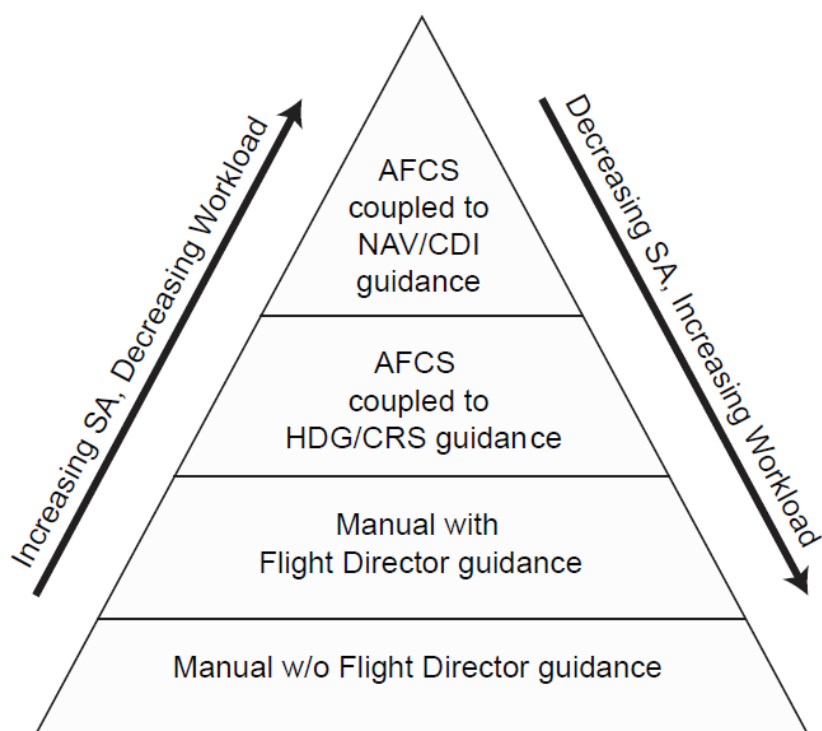 Increasing SA, Decreasing Workload
Decreasing SA, Increasing Workload
AFCS
coupled to
NAV/CDI
guidance
AFCS
coupled to
HDG/CRS guidance
Manual with
Flight Director guidance
Manual w/o Flight Director guidance